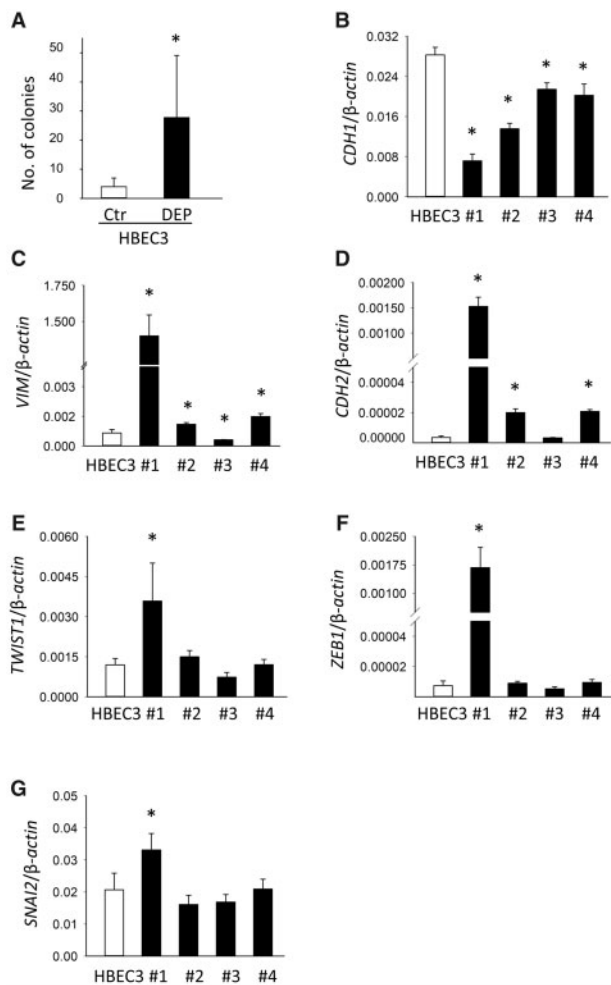 A
No. of colonies
50
40
30
20
10
0
*
Ctr DEP
HBEC3
B
CDH1/β-actin
0.032
0.024
0.016
0.008
0.000
* * * *
HBEC3 #1 #2 #3 #4
C
VIM/β-actin
1.750
1.500
0.003
0.002
0.000
* * * *
HBEC3 #1 #2 #3 #4
D
CDH2/β-actin
0.00200
0.00150
0.00100
0.00004
0.00002
0.00000
* * *
HBEC3 #1 #2 #3 #4
E
TWIST1/β-actin
0.0060
0.0045
0.0030
0.0015
0.0000
*
HBEC3 #1 #2 #3 #4
F
ZEB1/β-actin
0.00250
0.00175
0.00100
0.00004
0.00002
*
HBEC3 #1 #2 #3 #4
G
SNAI2/β-actin
0.05
0.04
0.03
0.02
0.01
0.00
*
HBEC3 #1 #2 #3 #4